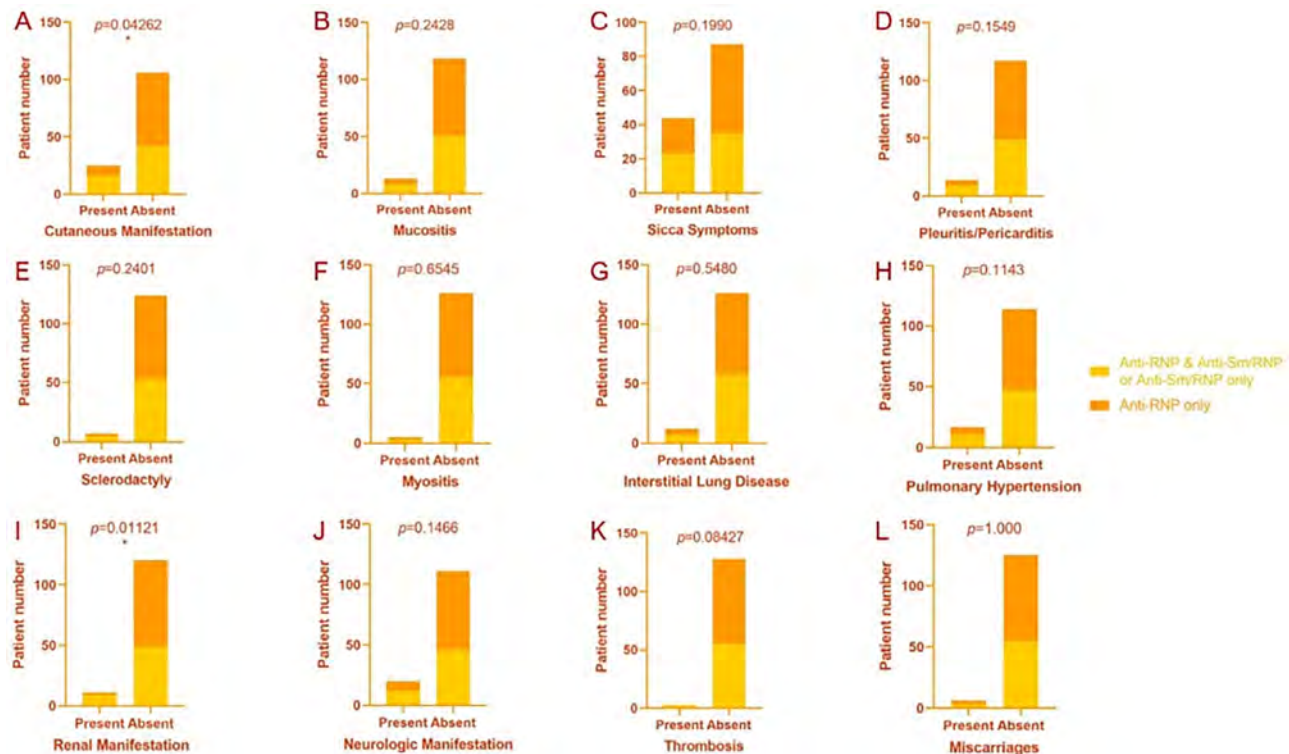 A
p=0.04262
*
150
100
50
0
Patient number
Present Absent
Cutaneous Manifestation
B
p=0.2428
150
100
50
0
Patient number
Present Absent
Mucositis
C
p=0.1990
100
80
60
40
20
0
Patient number
Present Absent
Sicca Symptoms
D
p=0.1549
150
100
50
0
Patient number
Present Absent
Pleuritis/Pericarditis
E
p=0.2401
150
100
50
0
Patient number
Present Absent
Sclerodactyly
F
p=0.6545
150
100
50
0
Patient number
Present Absent
Myositis
G
p=0.5480
150
100
50
0
Patient number
Present Absent
Interstitial Lung Disease
H
p=0.1143
150
100
50
0
Patient number
Present Absent
Pulmonary Hypertension
Anti-RNP & Anti-Sm/RNP
or Anti-Sm/RNP only
Anti-RNP only
I
p=0.01121
*
150
100
50
0
Patient number
Present Absent
Renal Manifestation
J
p=0.1466
150
100
50
0
Patient number
Present Absent
Neurologic Manifestation
K
p=0.08427
150
100
50
0
Patient number
Present Absent
Thrombosis
L
p=1.000
150
100
50
0
Patient number
Present Absent
Miscarriages